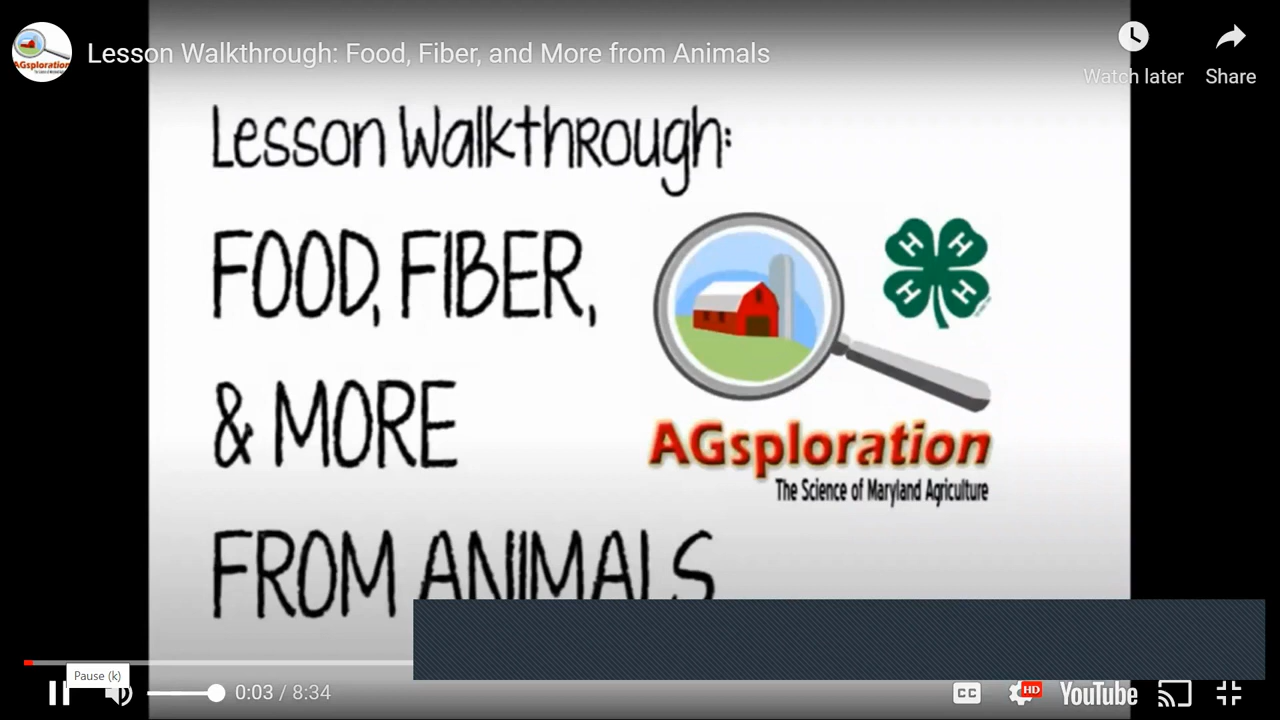 Lesson Walkthrough: Food, Fiber, and More from Animals
Watch later
Share
Lesson Walkthrough:
FOOD, FIBER,
& MORE
FROM ANIMALS
H H
H H
AGsploration
The Science of Maryland Agriculture
Pause (k)
0:03 / 8:34
CC
HD
YouTube